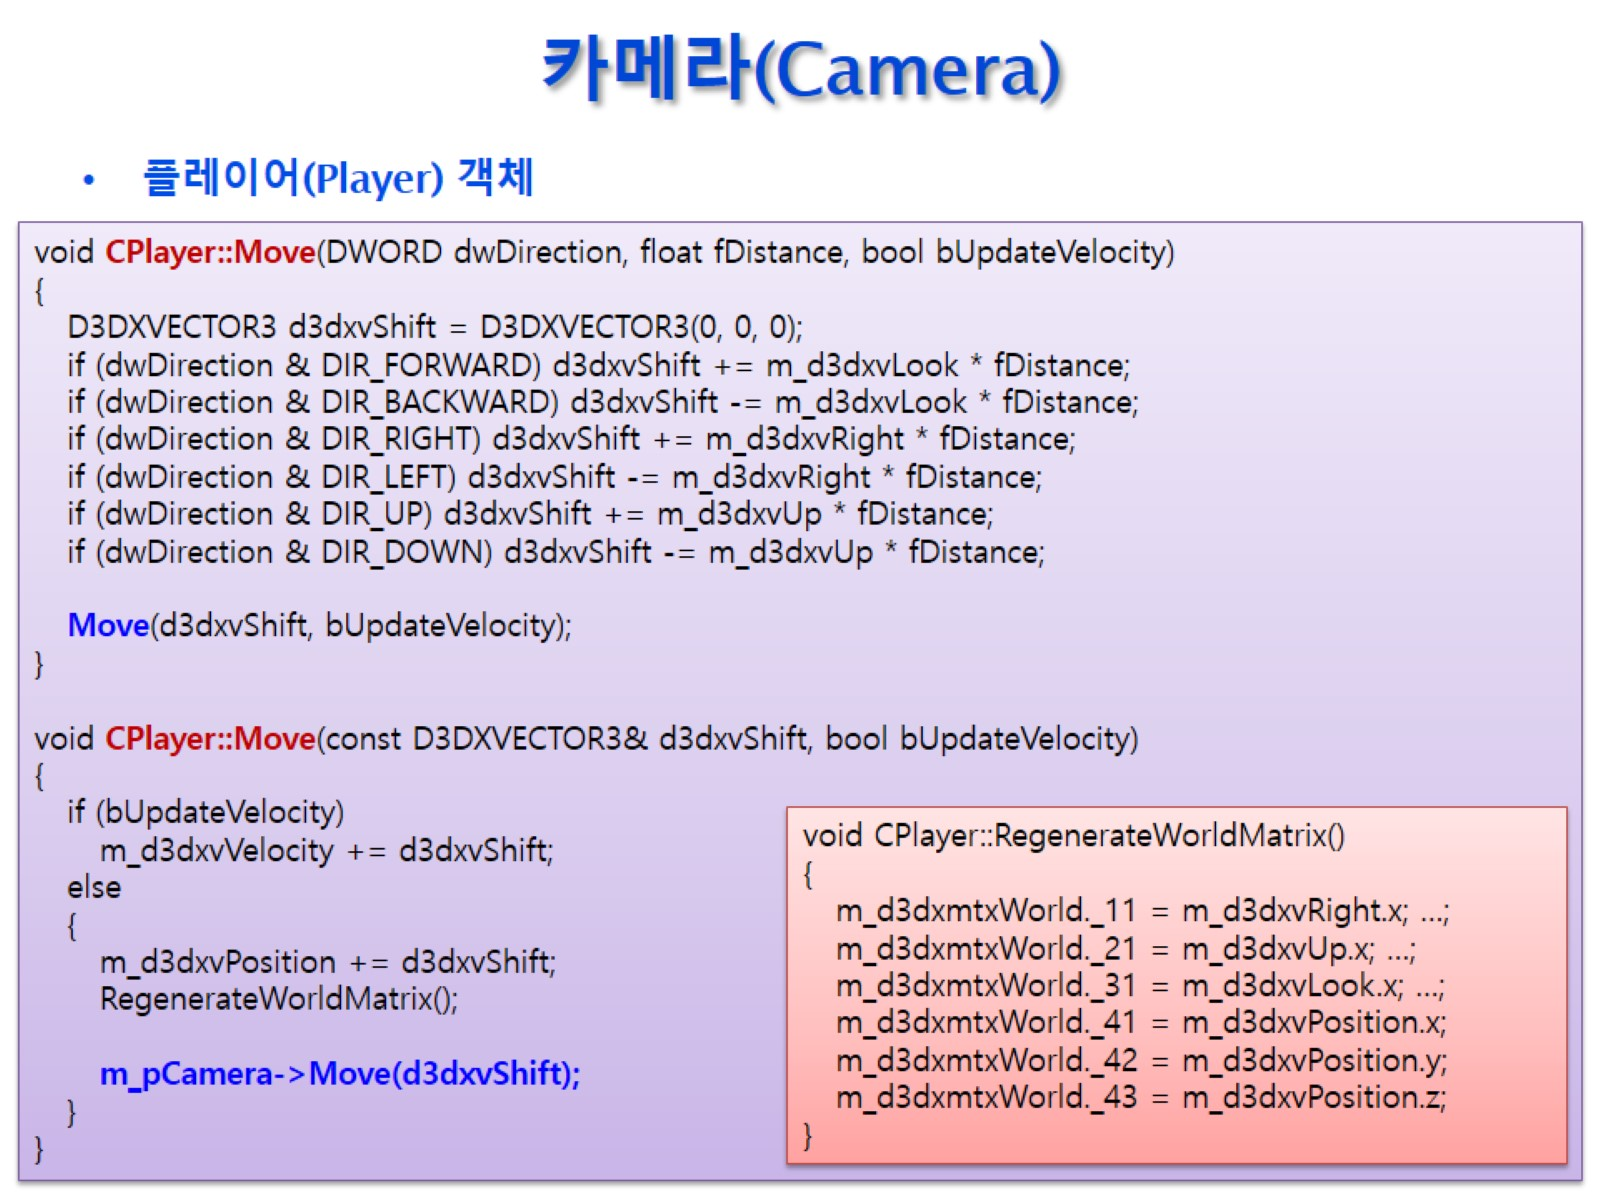 카메라(Camera)
• 플레이어(Player) 객체
void CPlayer::Move(DWORD dwDirection, float fDistance, bool bUpdateVelocity)
{
D3DXVECTOR3 d3dxvShift = D3DXVECTOR3(0, 0, 0);
if (dwDirection & DIR_FORWARD) d3dxvShift += m_d3dxvLook * fDistance;
if (dwDirection & DIR_BACKWARD) d3dxvShift -= m_d3dxvLook * fDistance;
if (dwDirection & DIR_RIGHT) d3dxvShift += m_d3dxvRight * fDistance;
if (dwDirection & DIR_LEFT) d3dxvShift -= m_d3dxvRight * fDistance;
if (dwDirection & DIR_UP) d3dxvShift += m_d3dxvUp * fDistance;
if (dwDirection & DIR_DOWN) d3dxvShift -= m_d3dxvUp * fDistance;
Move(d3dxvShift, bUpdateVelocity);
}
void CPlayer::Move(const D3DXVECTOR3& d3dxvShift, bool bUpdateVelocity)
{
if (bUpdateVelocity)
m_d3dxvVelocity += d3dxvShift;
else
{
m_d3dxvPosition += d3dxvShift;
RegenerateWorldMatrix();
m_pCamera->Move(d3dxvShift);
}
}
void CPlayer::RegenerateWorldMatrix()
{
m_d3dxmtxWorld._11 = m_d3dxvRight.x; ...;
m_d3dxmtxWorld._21 = m_d3dxvUp.x; ...;
m_d3dxmtxWorld._31 = m_d3dxvLook.x; ...;
m_d3dxmtxWorld._41 = m_d3dxvPosition.x;
m_d3dxmtxWorld._42 = m_d3dxvPosition.y;
m_d3dxmtxWorld._43 = m_d3dxvPosition.z;
}